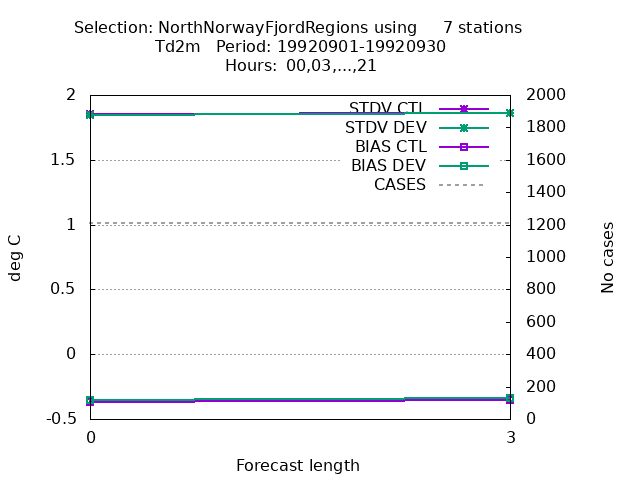 Selection: NorthNorwayFjordRegions using 7 stations
Td2m Period: 19920901-19920930
Hours: 00,03,...,21
2 2000
STDV CTL
STDV DEV 1800
BIAS CTL
1.5 BIAS DEV 1600
CASES
1400
1 1200
deg C
No cases
1000
0.5 800
600
0 400
200
-0.5 0
0 3
Forecast length